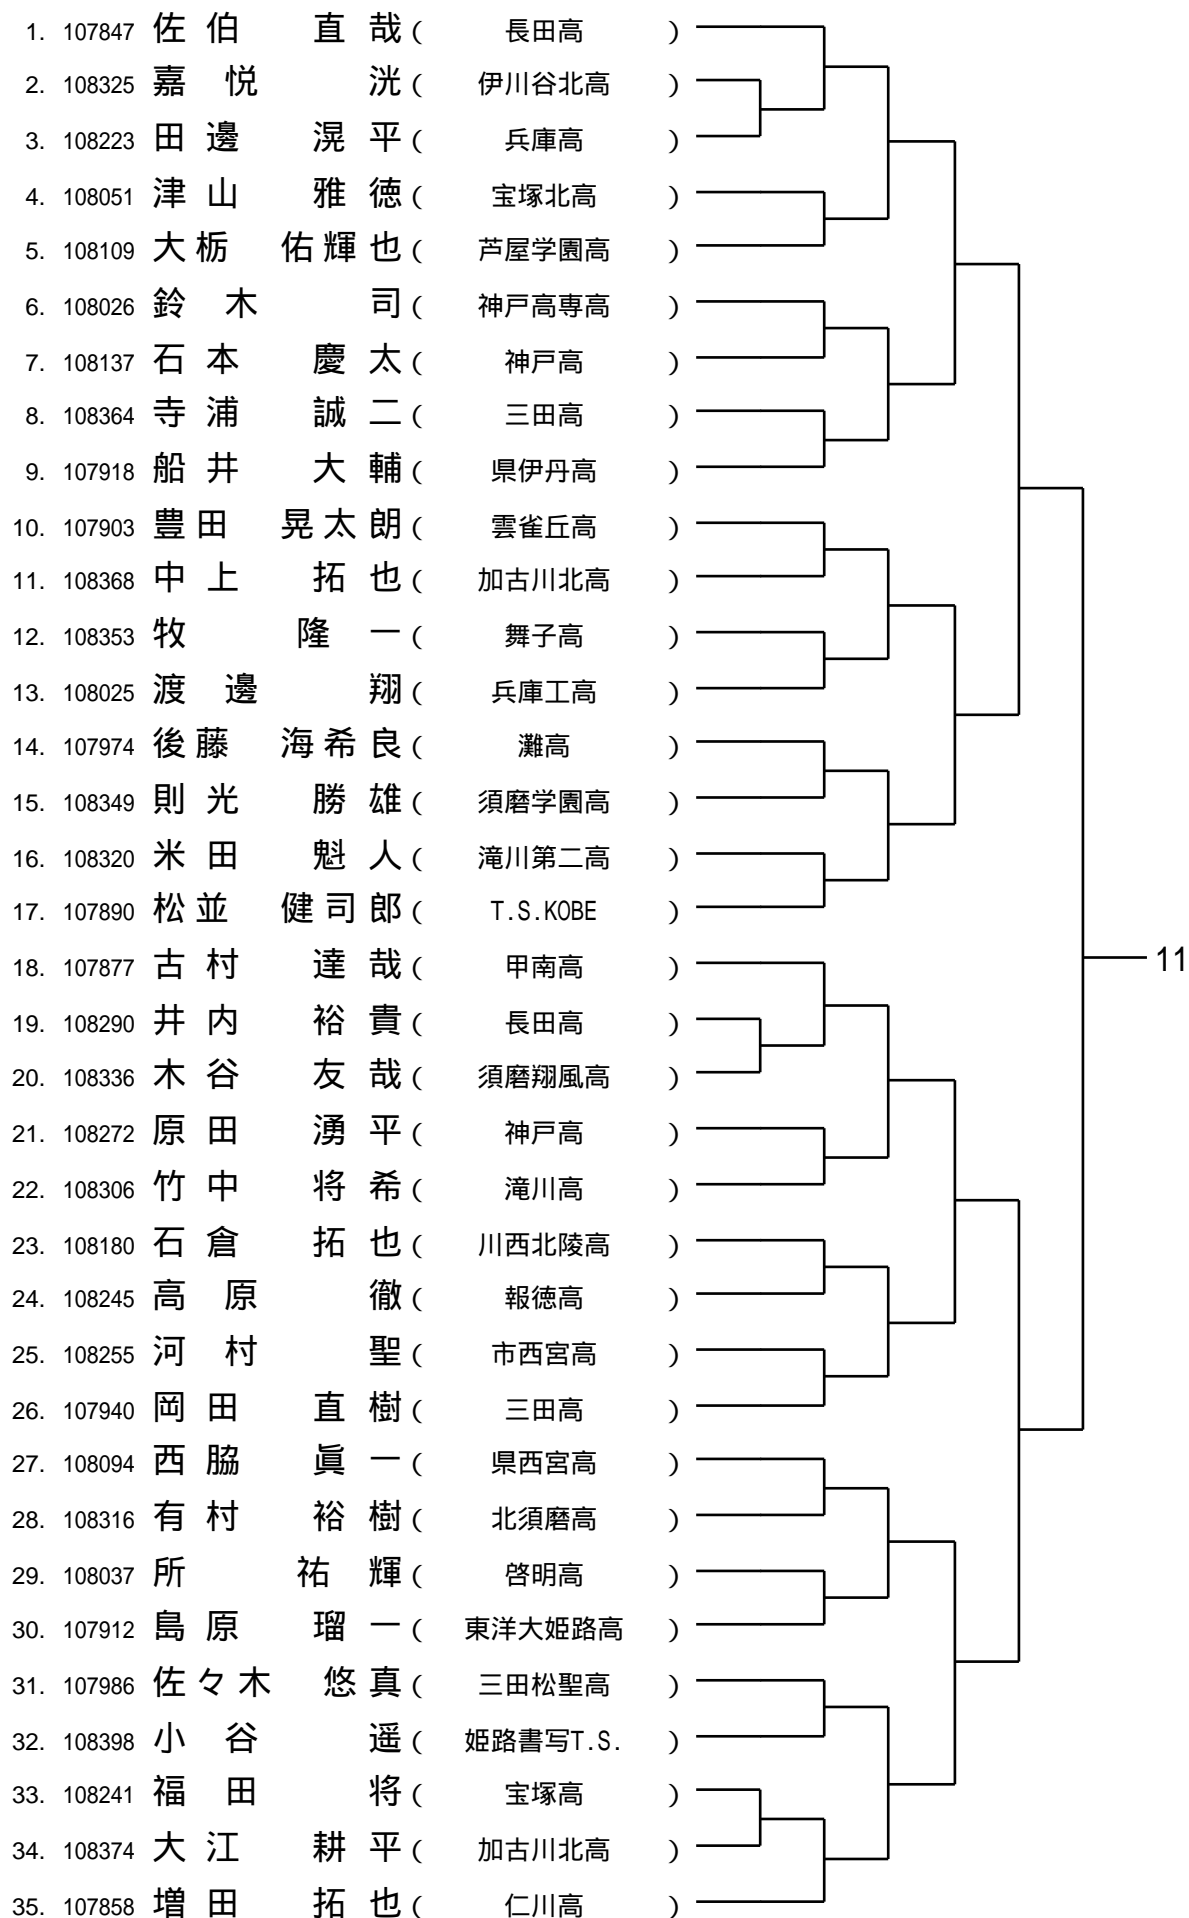 1. 107847 佐伯 直哉 ( 長田高 )
2. 108325 嘉悦 洸 ( 伊川谷北高 )
3. 108223 田邊 滉平 ( 兵庫高 )
4. 108051 津山 雅徳 ( 宝塚北高 )
5. 108109 大栃 佑輝也 ( 芦屋学園高 )
6. 108026 鈴木 司 ( 神戸高専高 )
7. 108137 石本 慶太 ( 神戸高 )
8. 108364 寺浦 誠二 ( 三田高 )
9. 107918 船井 大輔 ( 県伊丹高 )
10. 107903 豊田 晃太朗 ( 雲雀丘高 )
11. 108368 中上 拓也 ( 加古川北高 )
12. 108353 牧 隆一 ( 舞子高 )
13. 108025 渡邊 翔 ( 兵庫工高 )
14. 107974 後藤 海希良 ( 灘高 )
15. 108349 則光 勝雄 ( 須磨学園高 )
16. 108320 米田 魁人 ( 滝川第二高 )
17. 107890 松並 健司郎 ( T.S.KOBE )
18. 107877 古村 達哉 ( 甲南高 )
11
19. 108290 井内 裕貴 ( 長田高 )
20. 108336 木谷 友哉 ( 須磨翔風高 )
21. 108272 原田 湧平 ( 神戸高 )
22. 108306 竹中 将希 ( 滝川高 )
23. 108180 石倉 拓也 ( 川西北陵高 )
24. 108245 高原 徹 ( 報徳高 )
25. 108255 河村 聖 ( 市西宮高 )
26. 107940 岡田 直樹 ( 三田高 )
27. 108094 西脇 眞一 ( 県西宮高 )
28. 108316 有村 裕樹 ( 北須磨高 )
29. 108037 所 祐輝 ( 啓明高 )
30. 107912 島原 瑠一 ( 東洋大姫路高 )
31. 107986 佐々木 悠真 ( 三田松聖高 )
32. 108398 小谷 遥 ( 姫路書写T.S. )
33. 108241 福田 将 ( 宝塚高 )
34. 108374 大江 耕平 ( 加古川北高 )
35. 107858 増田 拓也 ( 仁川高 )